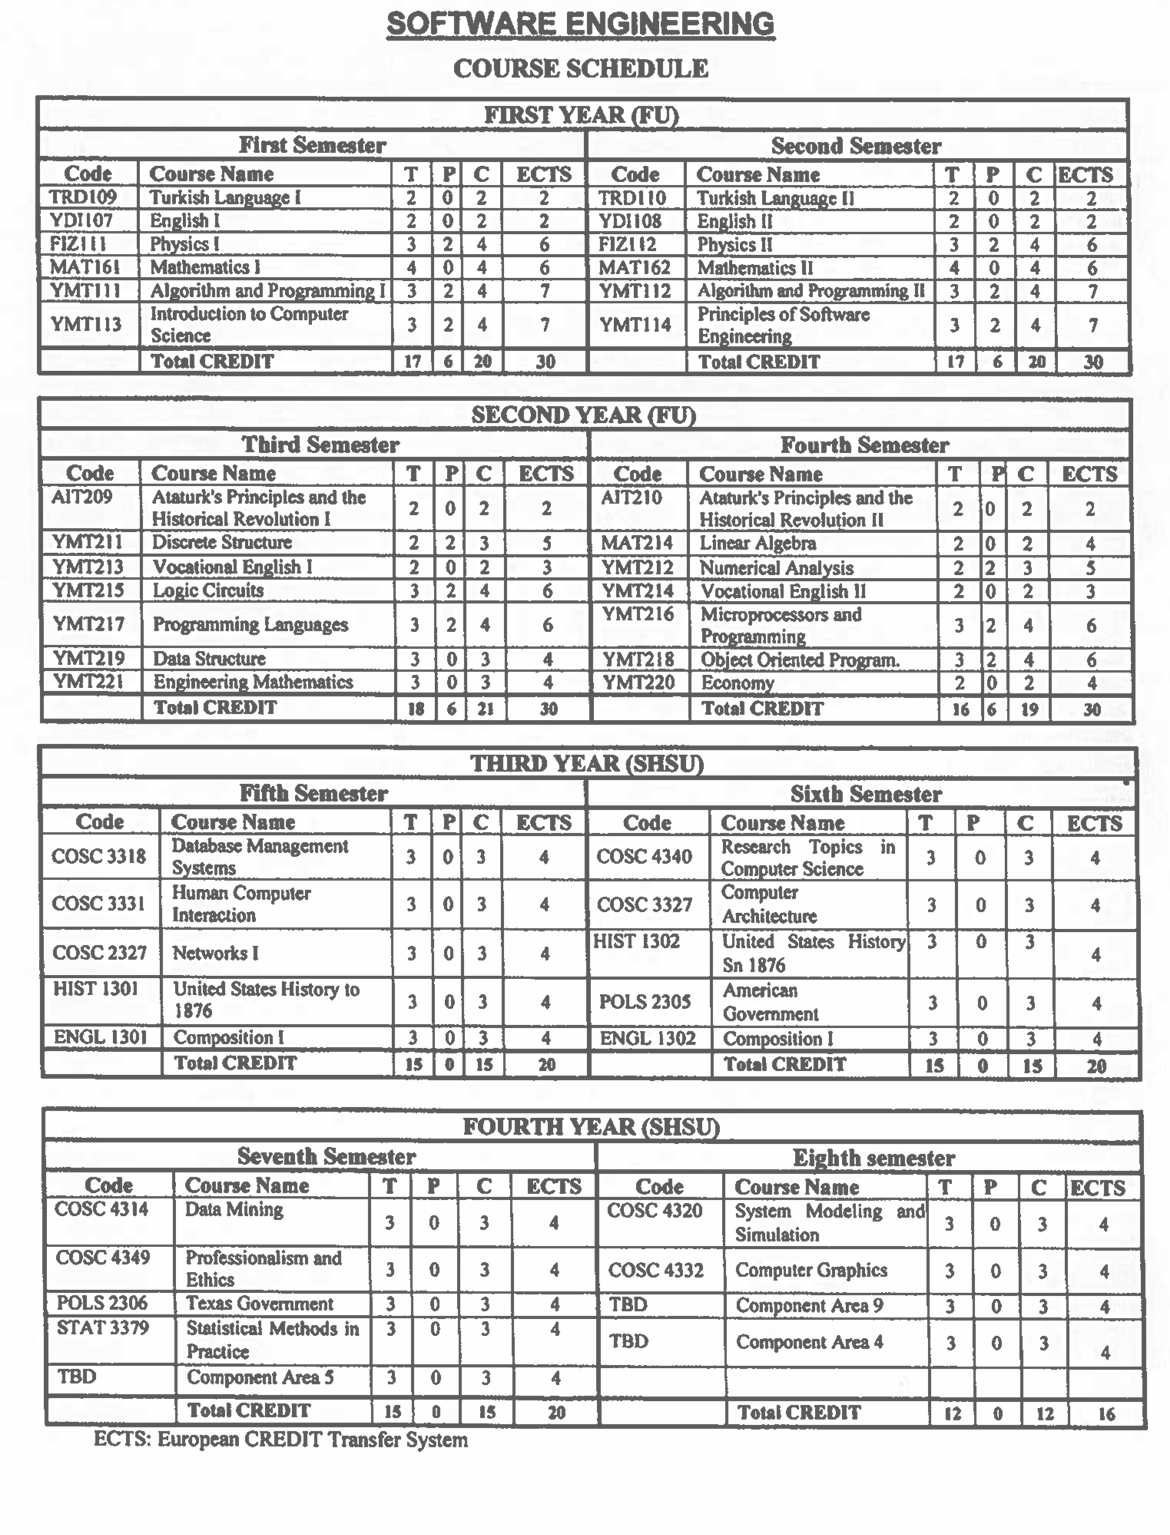 SOFTWARE ENGINEERING
COURSE SCHEDULE
FIRST YEAR (FU)
First Semester Second Semester
Code Course Name T P C ECTS Code Course Name T P C ECTS
TRD109 Turkish Language I 2 0 2 2 TRD110 Turkish Language II 2 0 2 2
YDI107 English I 2 0 2 2 YDI108 English II 2 0 2 2
FIZ111 Physics I 3 2 4 6 FIZ112 Physics II 3 2 4 6
MAT161 Mathematics I 4 0 4 6 MAT162 Mathematics II 4 0 4 6
YMT111 Algorithm and Programming I 3 2 4 7 YMT112 Algorithm and Programming II 3 2 4 7
YMT113 Introduction to Computer Science 3 2 4 7 YMT114 Principles of Software Engineering 3 2 4 7
Total CREDIT 17 6 20 30 Total CREDIT 17 6 20 30
SECOND YEAR (FU)
Third Semester Fourth Semester
Code Course Name T P C ECTS Code Course Name T P C ECTS
AIT209 Ataturk's Principles and the Historical Revolution I 2 0 2 2 AIT210 Ataturk's Principles and the Historical Revolution II 2 0 2 2
YMT211 Discrete Structure 2 2 3 5 MAT214 Linear Algebra 2 0 2 4
YMT213 Vocational English I 2 0 2 3 YMT212 Numerical Analysis 2 2 3 5
YMT215 Logic Circuits 3 2 4 6 YMT214 Vocational English II 2 0 2 3
YMT217 Programming Languages 3 2 4 6 YMT216 Microprocessors and Programming 3 2 4 6
YMT219 Data Structure 3 0 3 4 YMT218 Object Oriented Program. 3 2 4 6
YMT221 Engineering Mathematics 3 0 3 4 YMT220 Economy 2 0 2 4
Total CREDIT 18 6 21 30 Total CREDIT 16 6 19 30
THIRD YEAR (SHSU)
Fifth Semester Sixth Semester
Code Course Name T P C ECTS Code Course Name T P C ECTS
COSC 3318 Database Management Systems 3 0 3 4 COSC 4340 Research Topics in Computer Science 3 0 3 4
COSC 3331 Human Computer Interaction 3 0 3 4 COSC 3327 Computer Architecture 3 0 3 4
COSC 2327 Networks I 3 0 3 4 HIST 1302 United States History Sn 1876 3 0 3 4
HIST 1301 United States History to 1876 3 0 3 4 POLS 2305 American Government 3 0 3 4
ENGL 1301 Composition I 3 0 3 4 ENGL 1302 Composition I 3 0 3 4
Total CREDIT 15 0 15 20 Total CREDIT 15 0 15 20
FOURTH YEAR (SHSU)
Seventh Semester Eighth semester
Code Course Name T P C ECTS Code Course Name T P C ECTS
COSC 4314 Data Mining 3 0 3 4 COSC 4320 System Modeling and Simulation 3 0 3 4
COSC 4349 Professionalism and Ethics 3 0 3 4 COSC 4332 Computer Graphics 3 0 3 4
POLS 2306 Texas Government 3 0 3 4 TBD Component Area 9 3 0 3 4
STAT 3379 Statistical Methods in Practice 3 0 3 4 TBD Component Area 4 3 0 3 4
TBD Component Area 5 3 0 3 4
Total CREDIT 15 0 15 20 Total CREDIT 12 0 12 16
ECTS: European CREDIT Transfer System